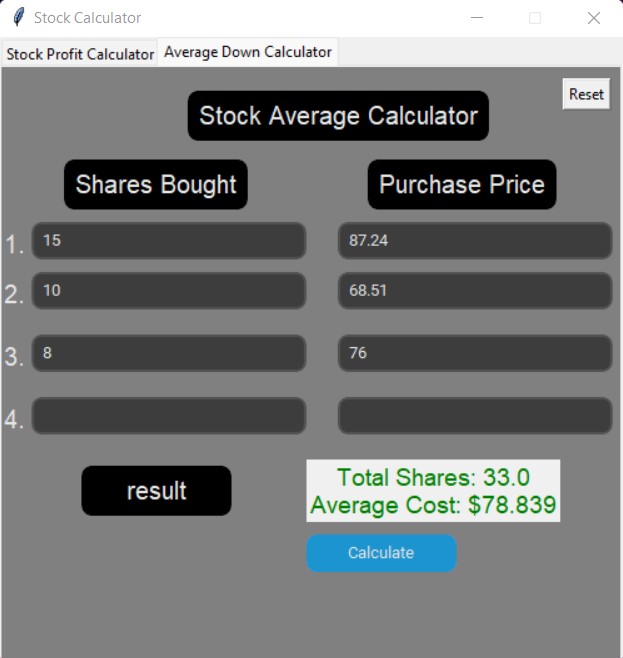 Stock Calculator
Stock Profit Calculator Average Down Calculator
Reset
Stock Average Calculator
Shares Bought Purchase Price
1. 15 87.24
2. 10 68.51
3. 8 76
4.
result
Total Shares: 33.0
Average Cost: $78.839
Calculate